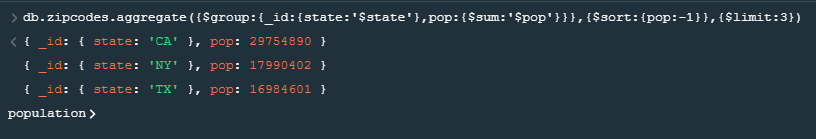 > db.zipcodes.aggregate({$group:{_id:{state:'$state'},pop:{$sum:'$pop'}}},{$sort:{pop:-1}},{$limit:3})
< { _id: { state: 'CA' }, pop: 29754890 }
{ _id: { state: 'NY' }, pop: 17990402 }
{ _id: { state: 'TX' }, pop: 16984601 }
population>